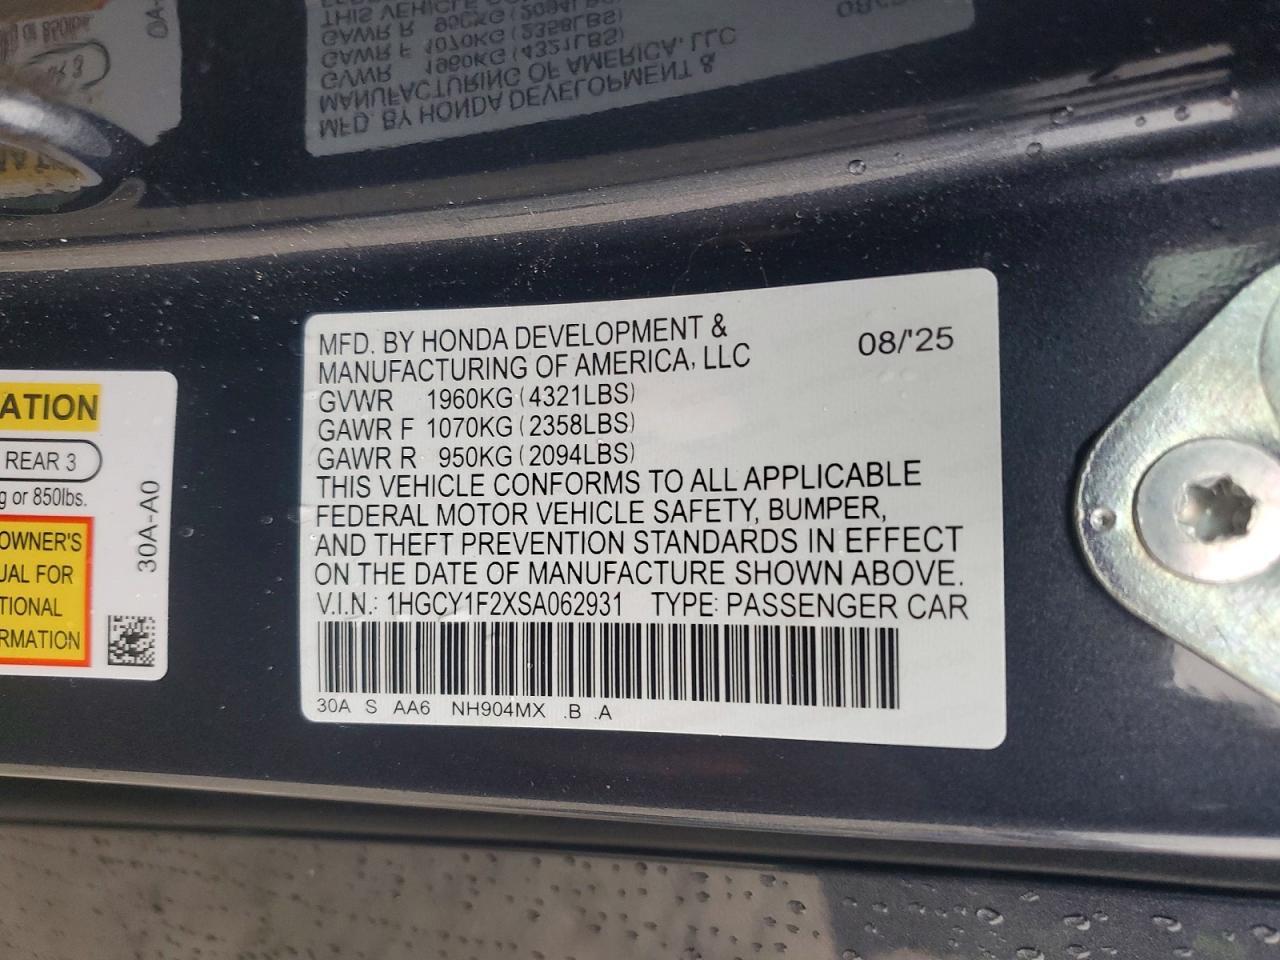 MFD. BY HONDA DEVELOPMENT &
MANUFACTURING OF AMERICA, LLC
08/'25
GVWR 1960KG (4321LBS)
GAWR F 1070KG (2358LBS)
GAWR R 950KG (2094LBS)
THIS VEHICLE CONFORMS TO ALL APPLICABLE
FEDERAL MOTOR VEHICLE SAFETY, BUMPER,
AND THEFT PREVENTION STANDARDS IN EFFECT
ON THE DATE OF MANUFACTURE SHOWN ABOVE.
V.I.N.: 1HGCY1F2XSA062931 TYPE: PASSENGER CAR
30A S AA6 NH904MX .B .A
ATION
REAR 3
g or 850lbs.
OWNER'S
UAL FOR
TIONAL
RMATION
30A-A0
MFD. BY HONDA DEVELOPMENT &
MANUFACTURING OF AMERICA, LLC
GVWR 1960KG (4321LBS)
GAWR F 1070KG (2358LBS)
GAWR R 950KG (2094LBS)